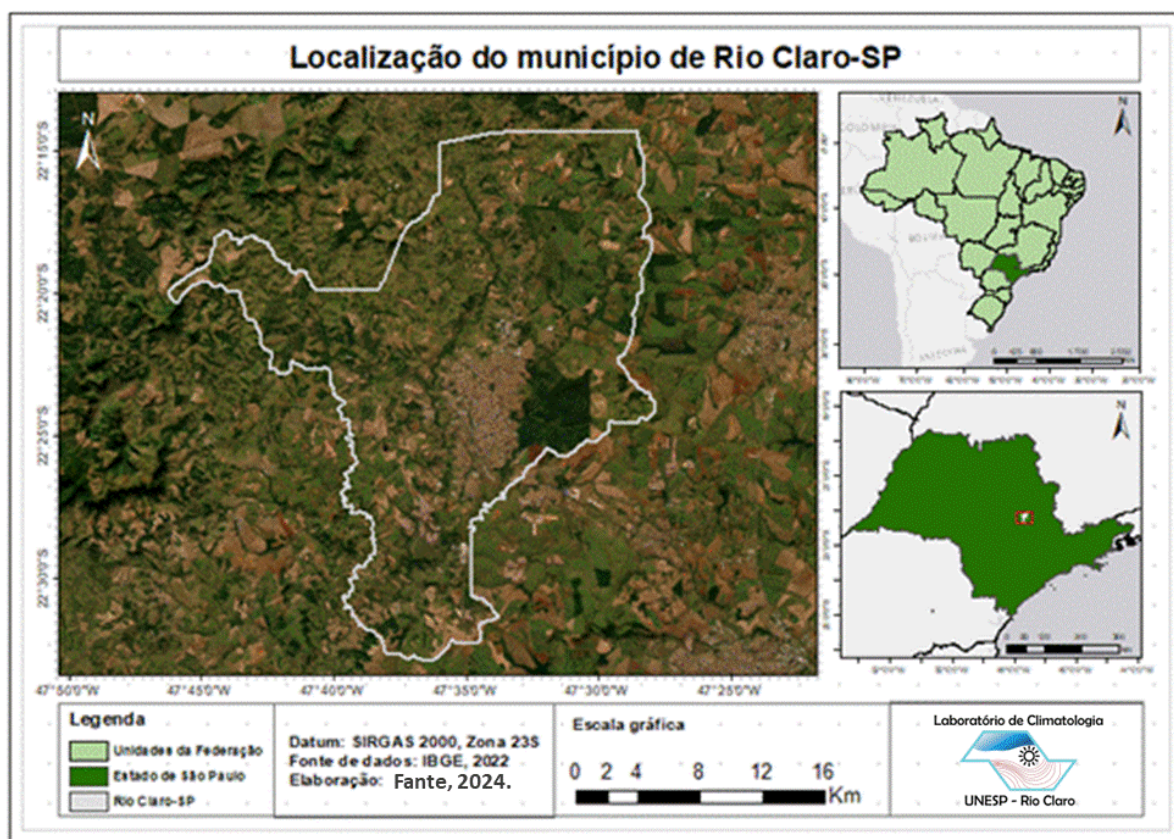 Localização do município de Rio Claro-SP
N
22°15'0"S
22°20'0"S
22°25'0"S
22°30'0"S
47°50'0"W
47°45'0"W
47°40'0"W
47°35'0"W
47°30'0"W
47°25'0"W
N
VENEZUELA
COLOMBIA
ARGENTINA
N
Legenda
Unidades da Federação
Estado de São Paulo
Rio Claro-SP
Datum: SIRGAS 2000, Zona 23S
Fonte de dados: IBGE, 2022
Elaboração: Fante, 2024.
Escala gráfica
0 2 4 8 12 16
Km
Laboratório de Climatologia
UNESP - Rio Claro